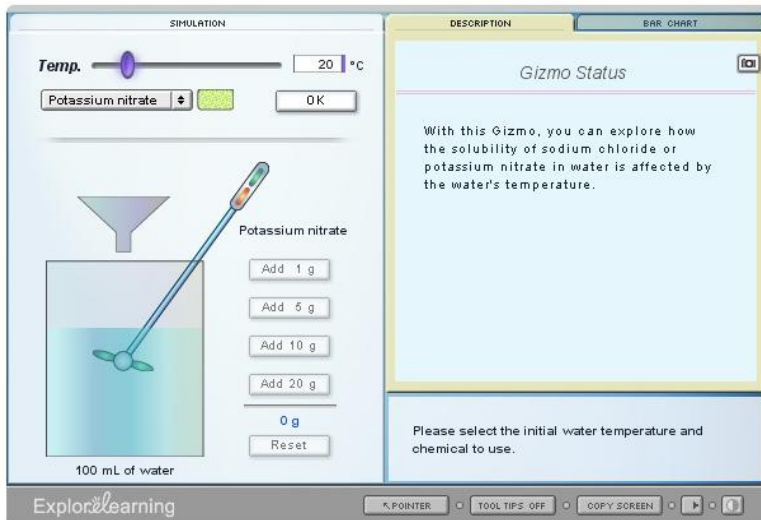 SIMULATION
DESCRIPTION
BAR CHART
Temp.
20 °C
Potassium nitrate
OK
Gizmo Status
With this Gizmo, you can explore how
the solubility of sodium chloride or
potassium nitrate in water is affected by
the water's temperature.
Potassium nitrate
Add 1 g
Add 5 g
Add 10 g
Add 20 g
0 g
Reset
100 mL of water
Please select the initial water temperature and
chemical to use.
ExploreLearning
POINTER
TOOL TIPS OFF
COPY SCREEN